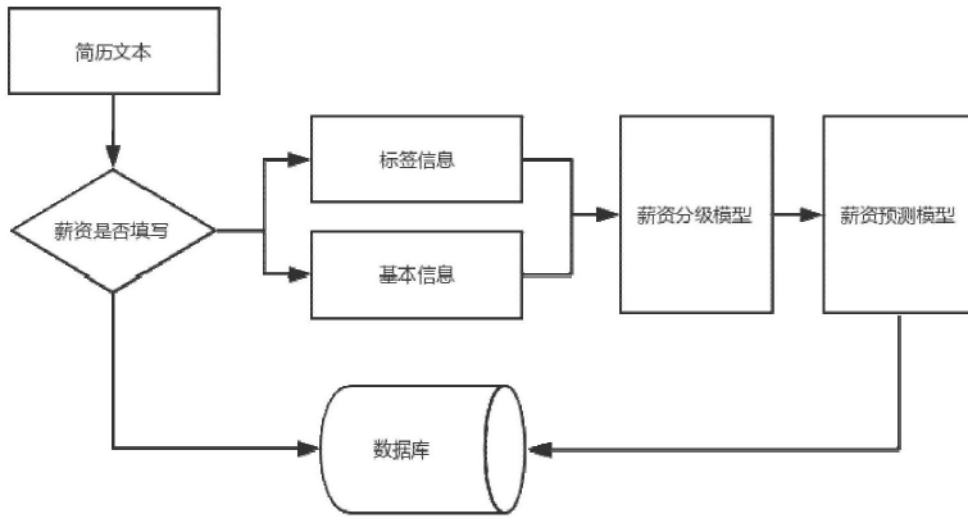 简历文本
薪资是否填写
标签信息
基本信息
薪资分级模型
薪资预测模型
数据库